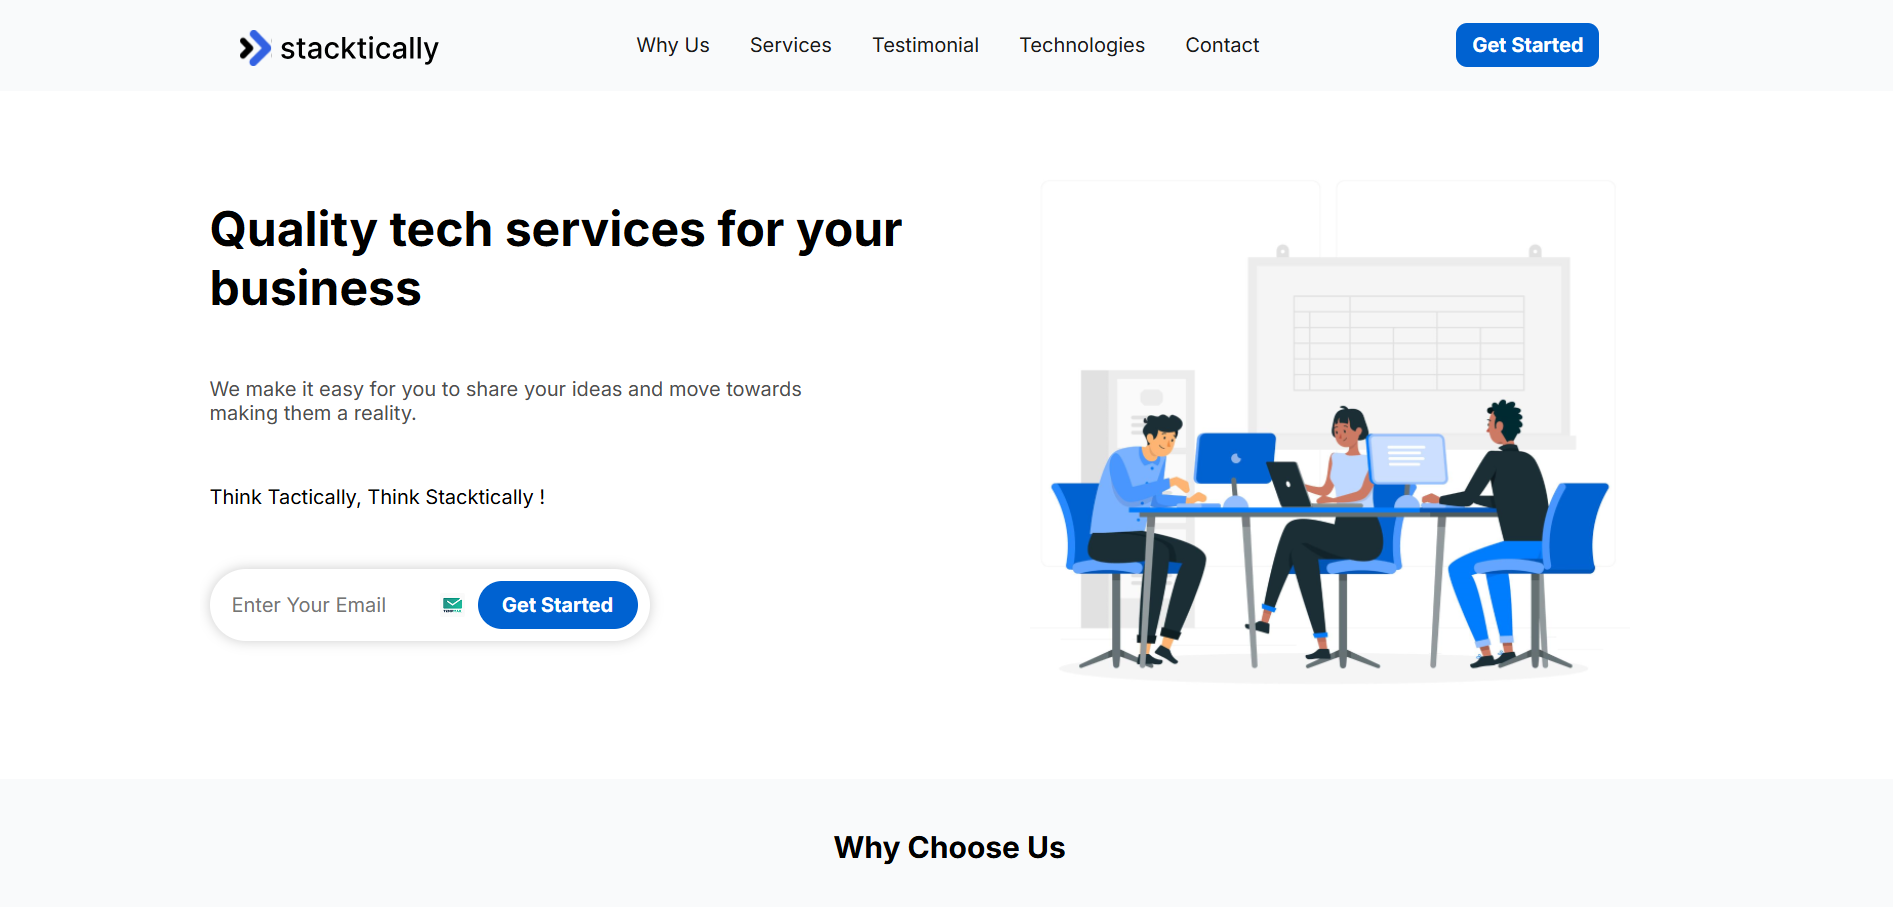 stacktically
Why Us
Services
Testimonial
Technologies
Contact
Get Started
Quality tech services for your
business
We make it easy for you to share your ideas and move towards
making them a reality.
Think Tactically, Think Stacktically !
Enter Your Email
Get Started
Why Choose Us